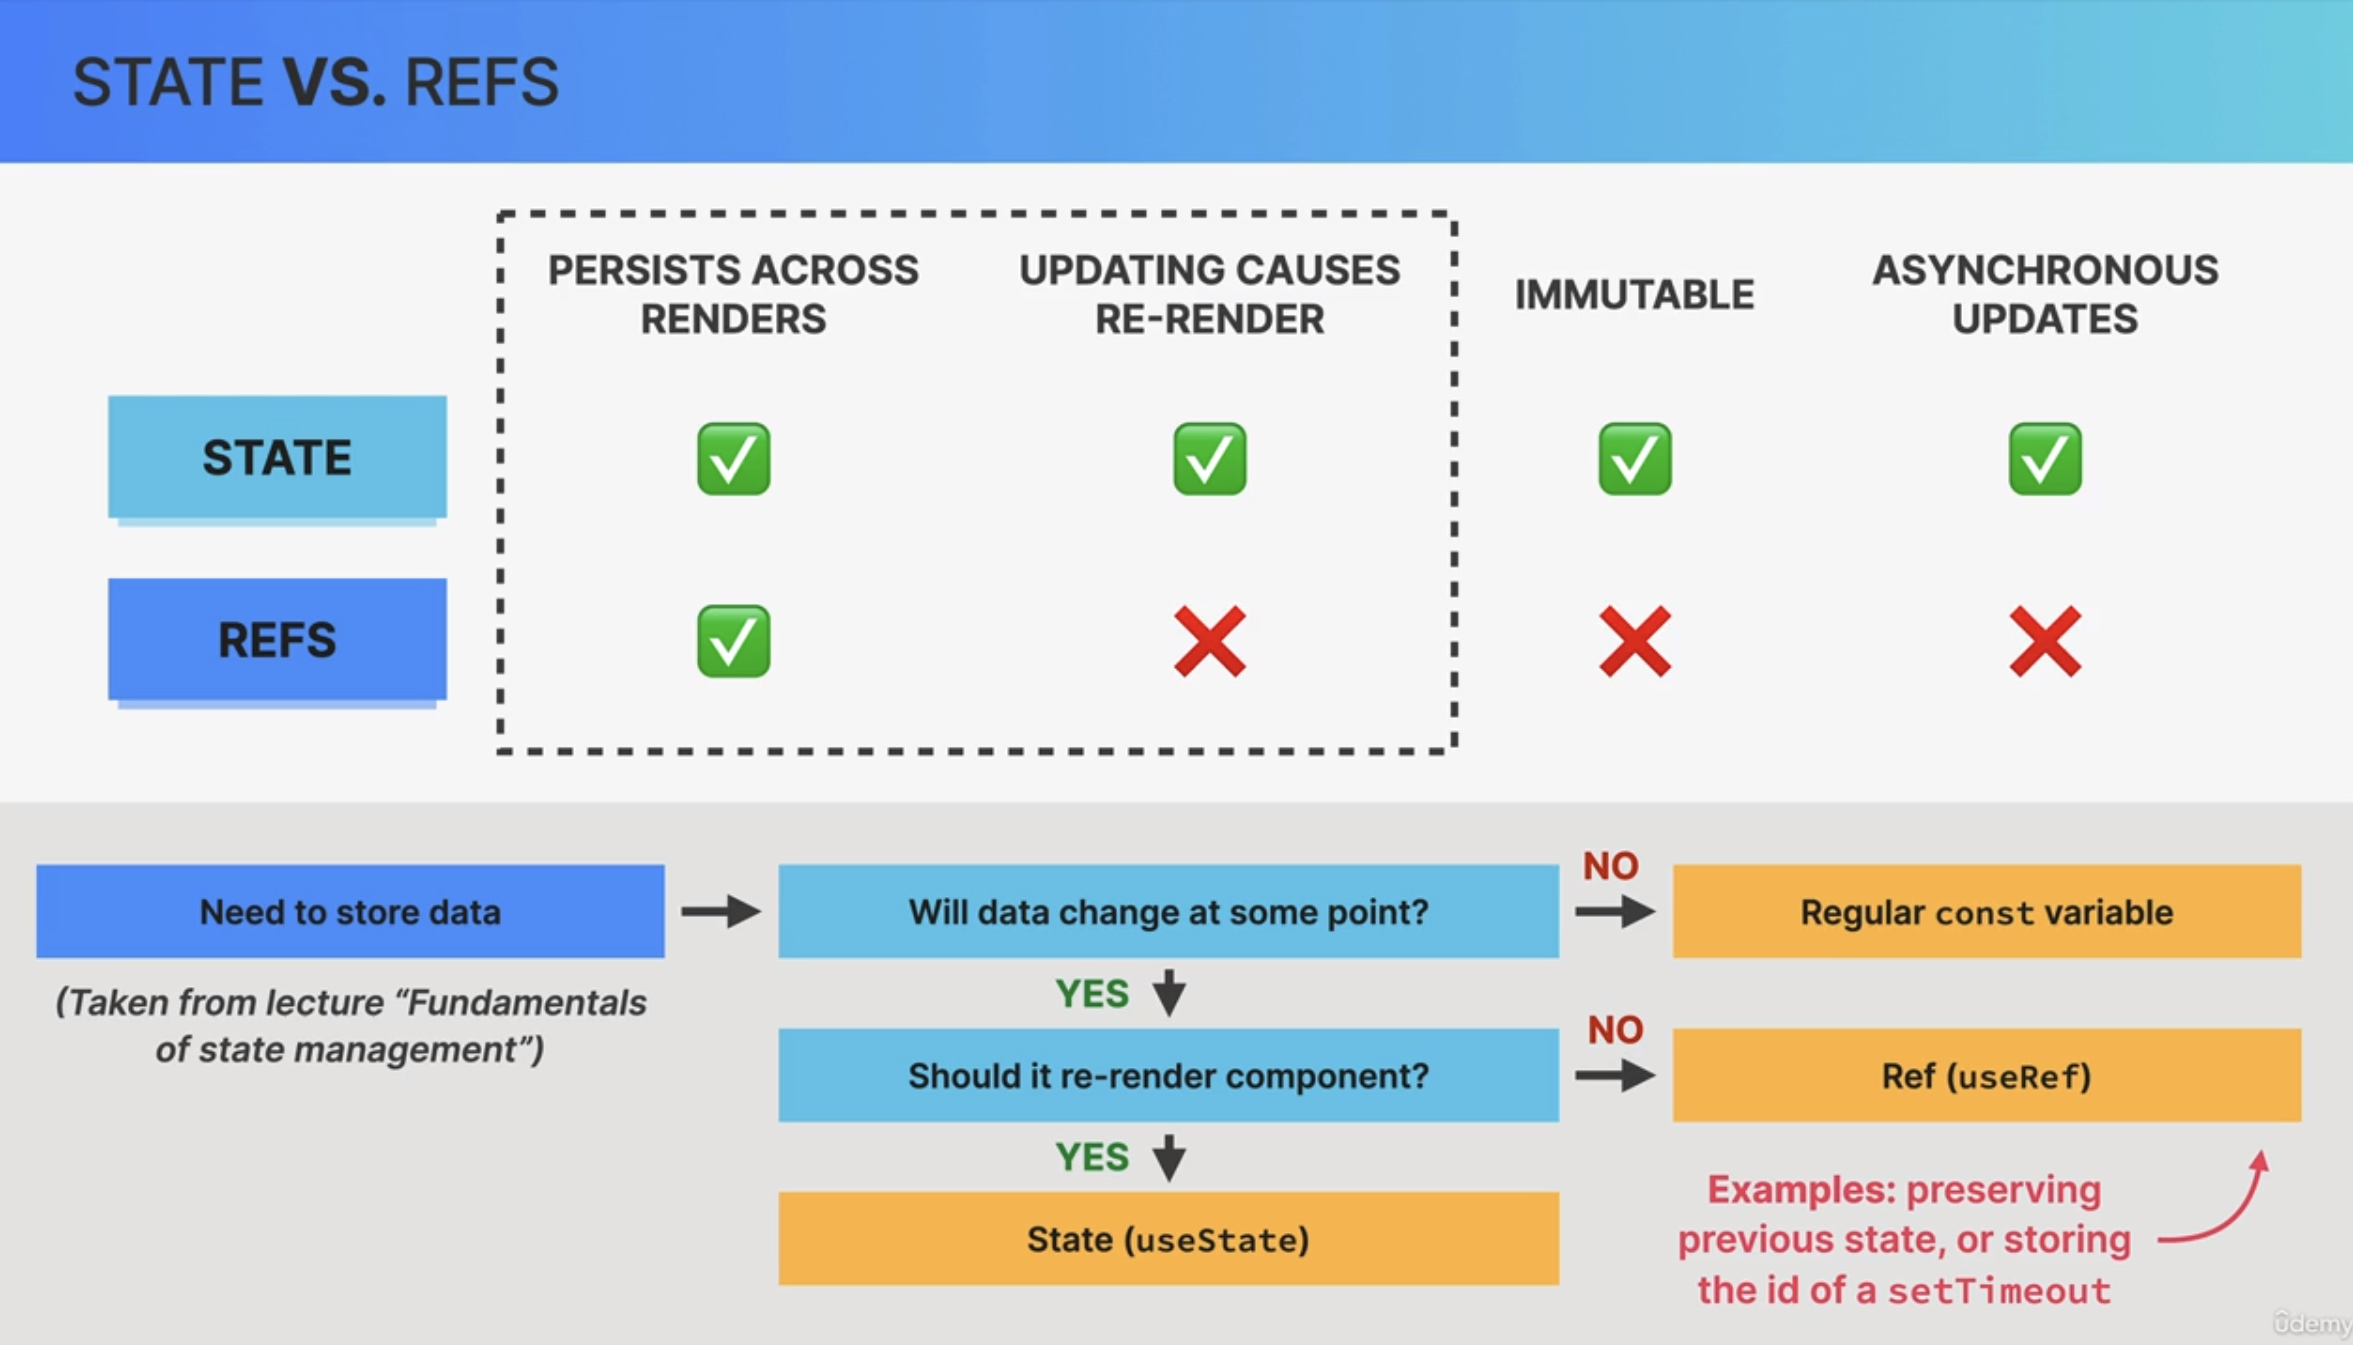 STATE VS. REFS
PERSISTS ACROSS
RENDERS
UPDATING CAUSES
RE-RENDER
IMMUTABLE
ASYNCHRONOUS
UPDATES
STATE
REFS
Need to store data
(Taken from lecture “Fundamentals
of state management”)
Will data change at some point?
NO
Regular const variable
YES
Should it re-render component?
NO
Ref (useRef)
YES
State (useState)
Examples: preserving
previous state, or storing
the id of a setTimeout
ûdemy